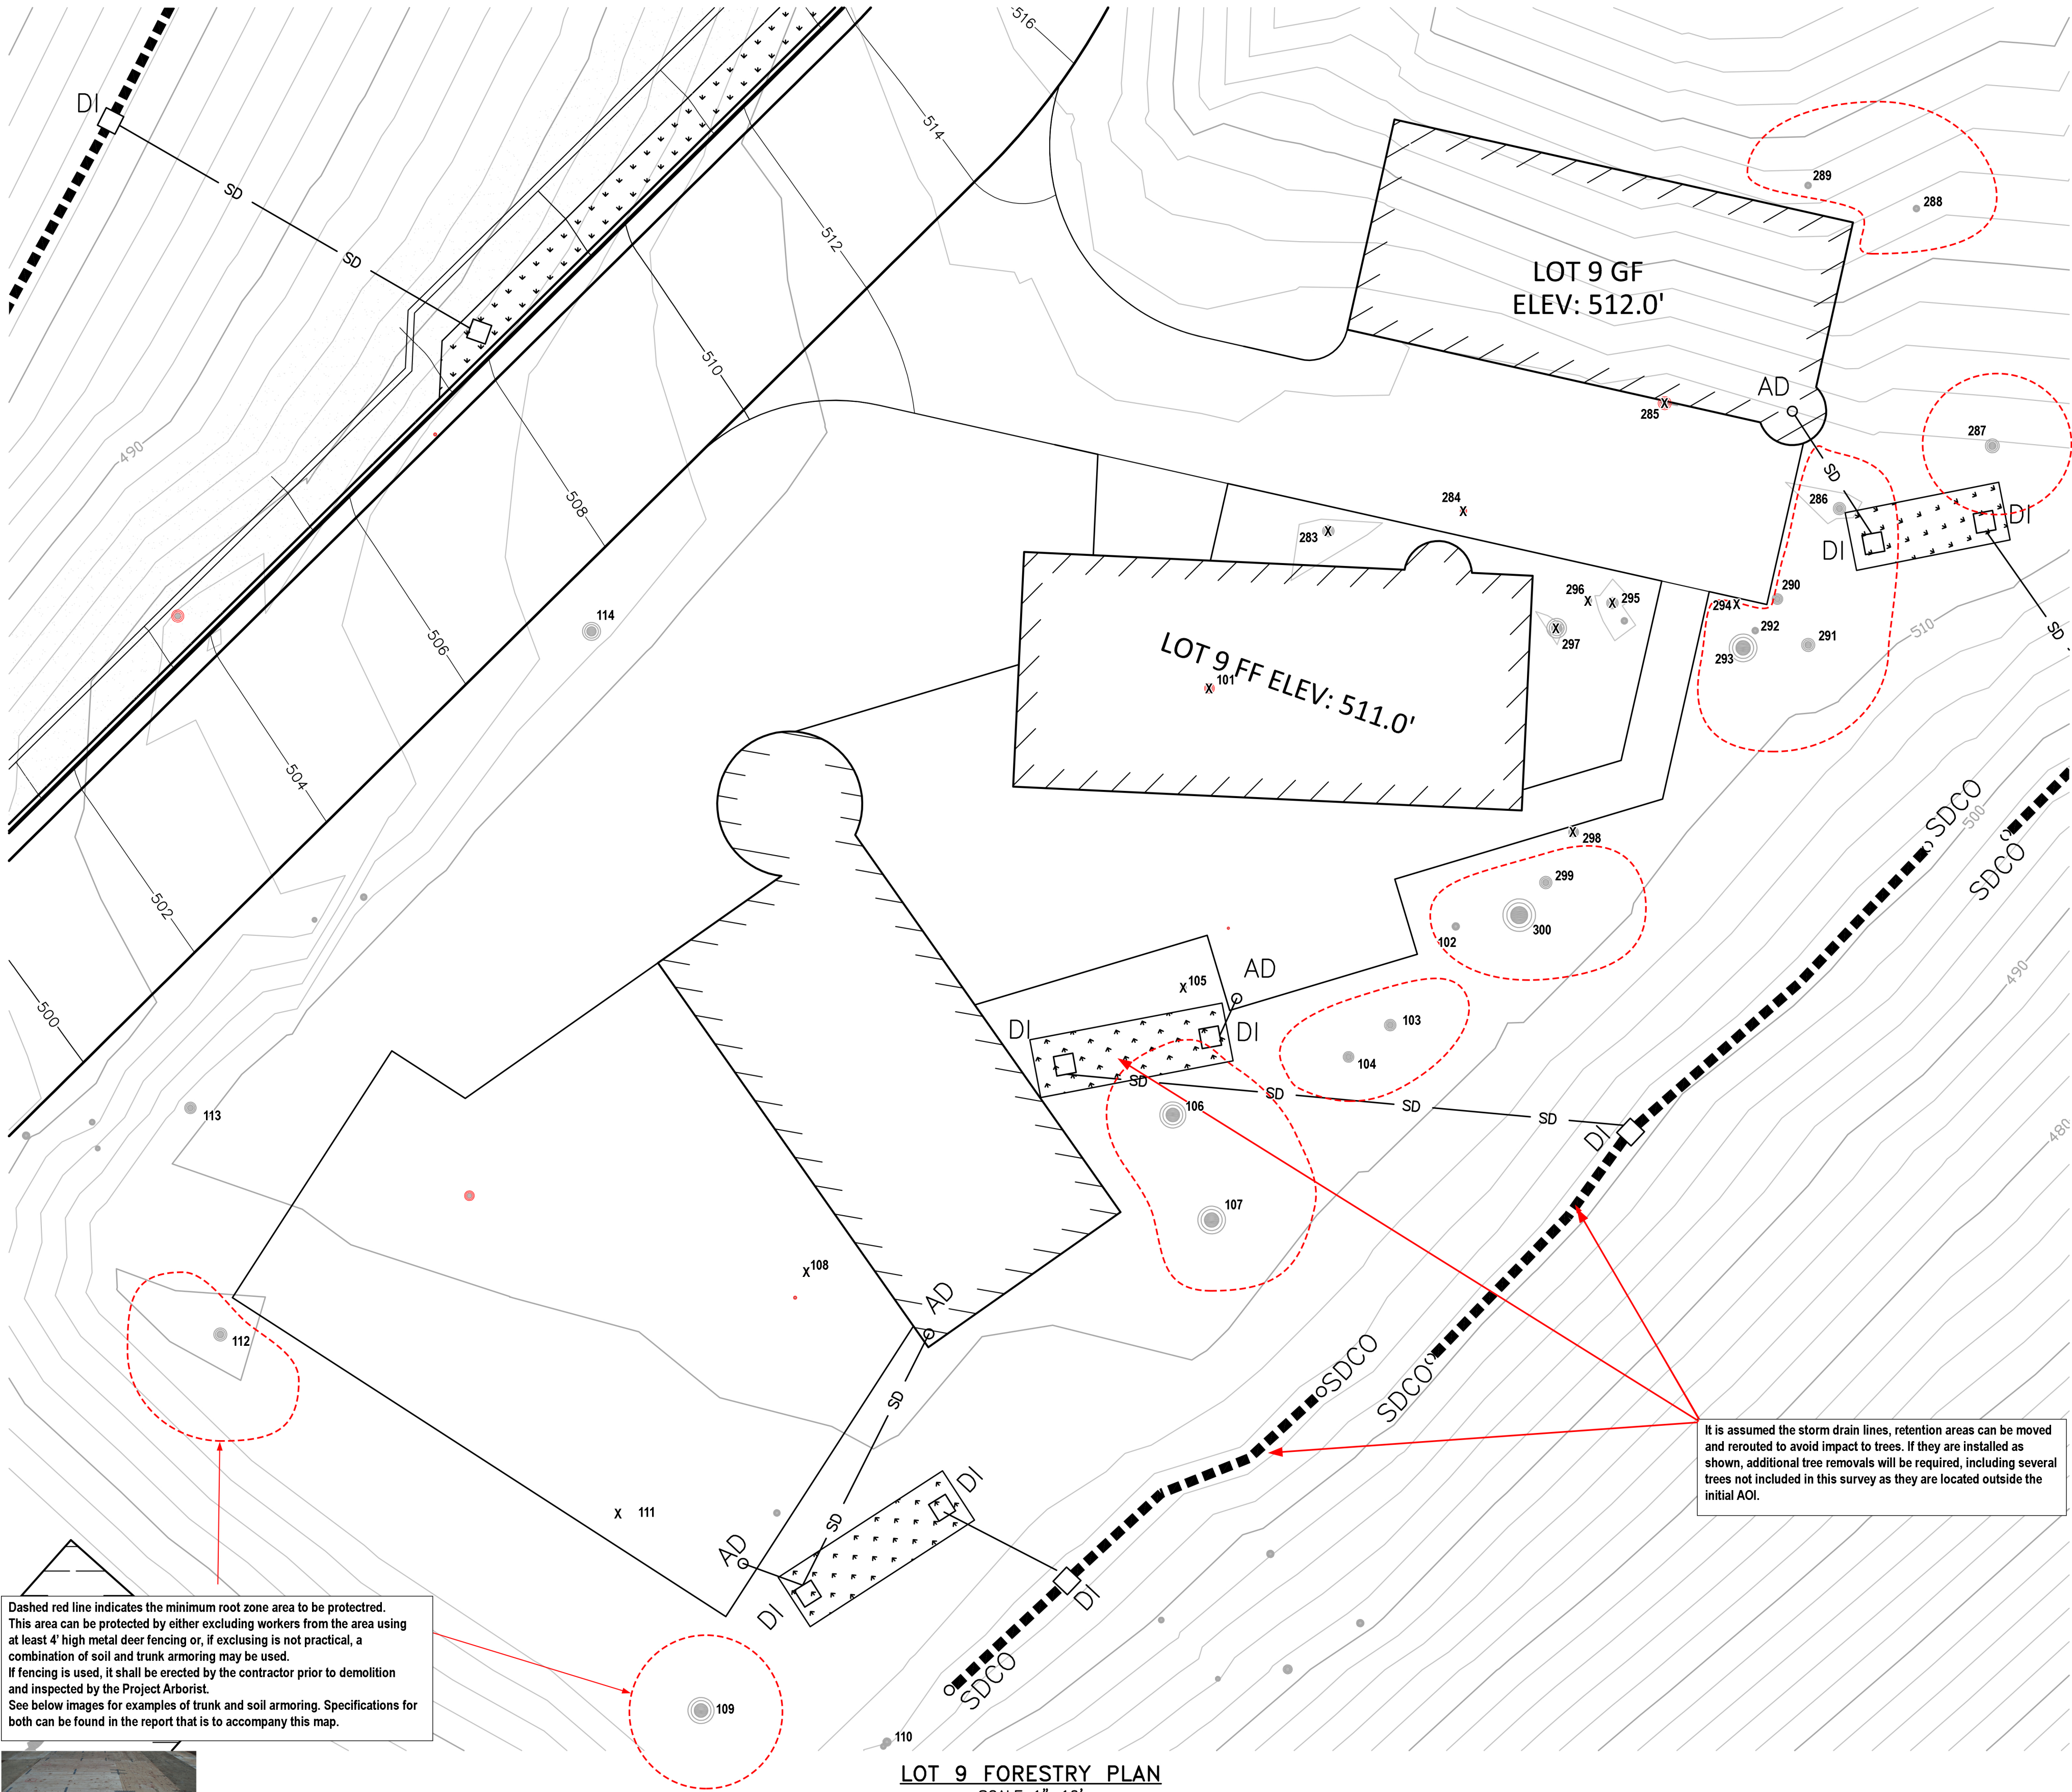 516
DI
514
289
SD
288
512
SD
LOT 9 GF
ELEV: 512.0'
510
AD
285
287
490
SD
284
286
508
DI
283
DI
296
295
290
294
114
292
291
510
506
297
293
SD
LOT 9 FF ELEV: 511.0'
101
504
SDCO
500
298
SDCO
299
502
300
102
490
AD
105
500
103
DI
DI
104
SD
SD
106
SD
113
SD
480
DI
107
108
AD
112
SDCO
SDCO
SD
It is assumed the storm drain lines, retention areas can be moved
and rerouted to avoid impact to trees. If they are installed as
shown, additional tree removals will be required, including several
trees not included in this survey as they are located outside the
initial AOI.
DI
111
SD
AD
DI
DI
Dashed red line indicates the minimum root zone area to be protectred.
This area can be protected by either excluding workers from the area using
at least 4' high metal deer fencing or, if exclusing is not practical, a
combination of soil and trunk armoring may be used.
If fencing is used, it shall be erected by the contractor prior to demolition
and inspected by the Project Arborist.
See below images for examples of trunk and soil armoring. Specifications for
both can be found in the report that is to accompany this map.
SDCO
109
110
LOT 9 FORESTRY PLAN